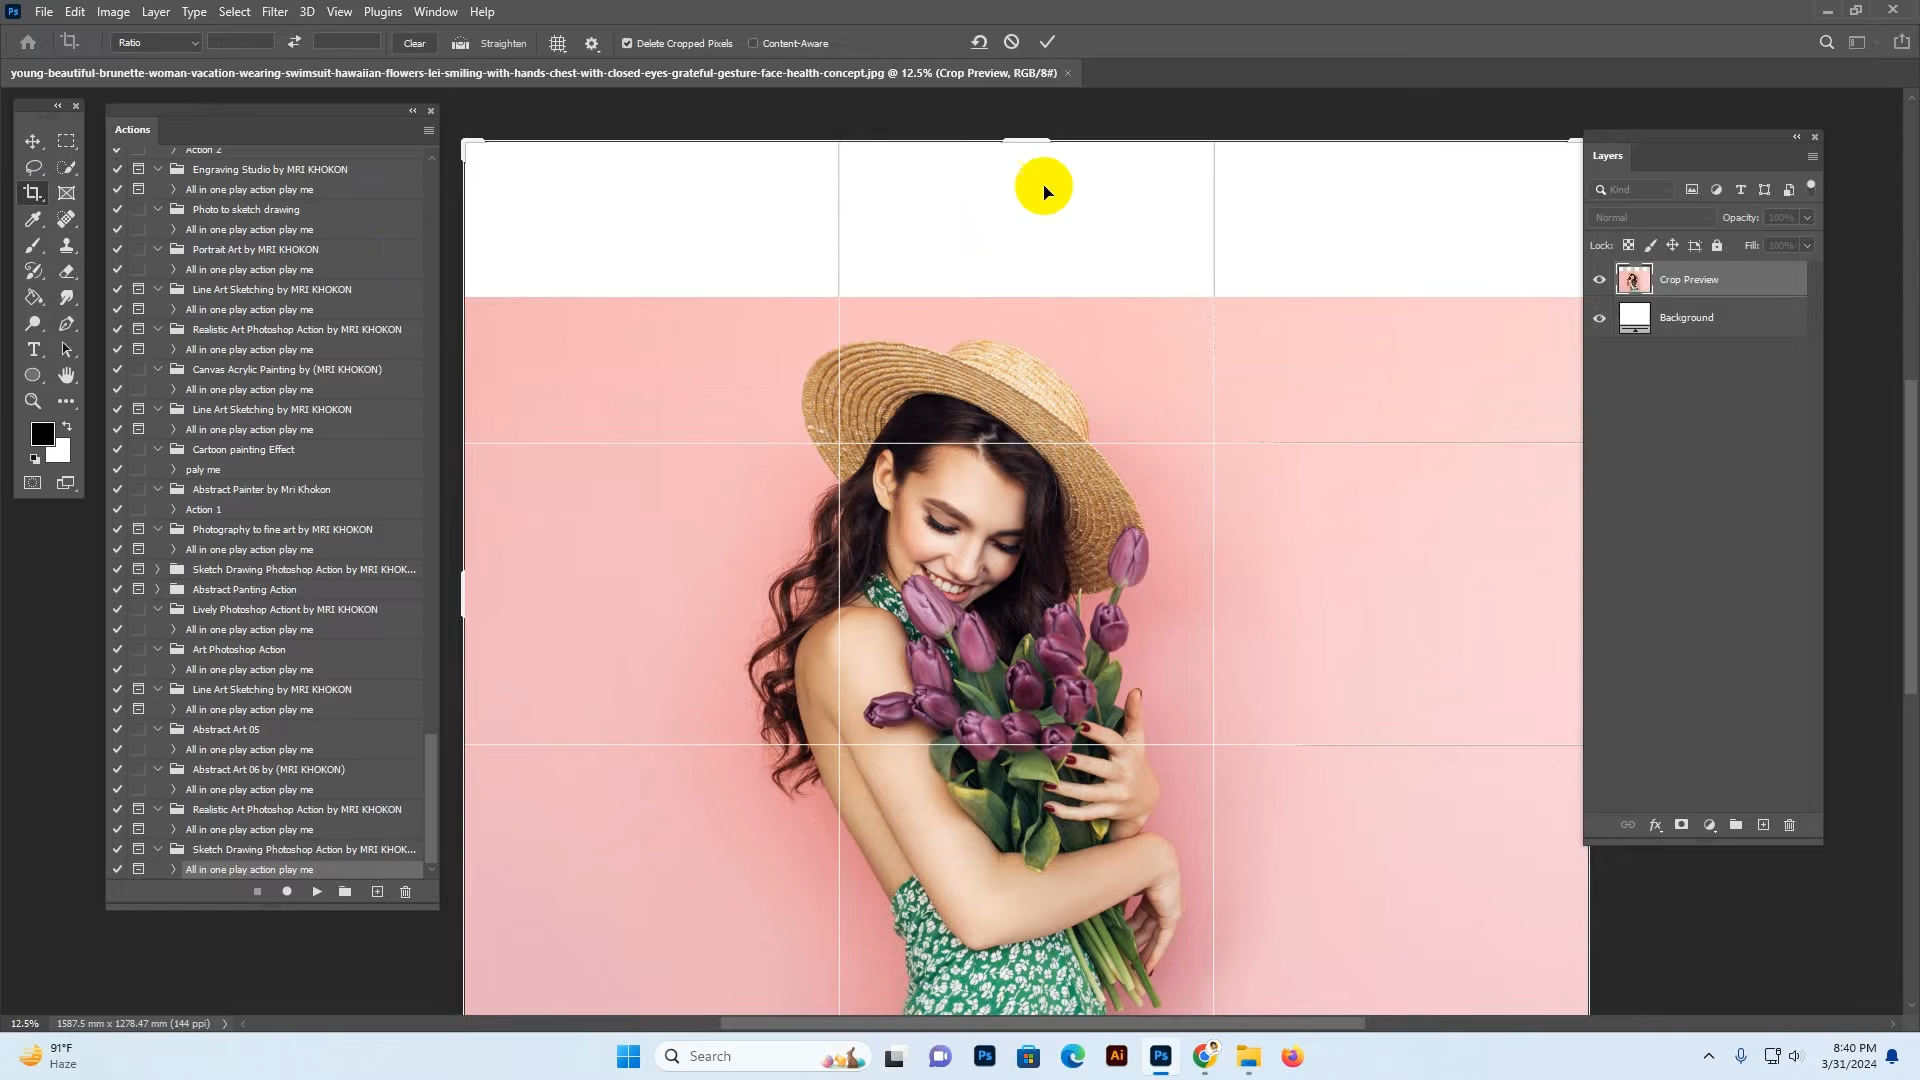 File Edit Image Layer Type Select Filter 3D View Plugins Window Help
Ratio Clear Straighten Delete Cropped Pixels Content-Aware
young-beautiful-brunette-woman-vacation-wearing-swimsuit-hawaiian-flowers-lei-smiling-with-hands-chest-with-closed-eyes-grateful-gesture-face-health-concept.jpg @ 12.5% (Crop Preview, RGB/8#)
Actions
Action 2
Engraving Studio by MRI KHOKON
All in one play action play me
Photo to sketch drawing
All in one play action play me
Portrait Art by MRI KHOKON
All in one play action play me
Line Art Sketching by MRI KHOKON
All in one play action play me
Realistic Art Photoshop Action by MRI KHOKON
All in one play action play me
Canvas Acrylic Painting by (MRI KHOKON)
All in one play action play me
Line Art Sketching by MRI KHOKON
All in one play action play me
Cartoon painting Effect
paly me
Abstract Painter by Mri Khokon
Action 1
Photography to fine art by MRI KHOKON
All in one play action play me
Sketch Drawing Photoshop Action by MRI KHOK...
Abstract Panting Action
Lively Photoshop Actiont by MRI KHOKON
All in one play action play me
Art Photoshop Action
All in one play action play me
Line Art Sketching by MRI KHOKON
All in one play action play me
Abstract Art 05
All in one play action play me
Abstract Art 06 by (MRI KHOKON)
All in one play action play me
Realistic Art Photoshop Action by MRI KHOKON
All in one play action play me
Sketch Drawing Photoshop Action by MRI KHOK...
All in one play action play me
Layers
Kind
Normal Opacity: 100%
Lock: Fill: 100%
Crop Preview
Background
12.5% 1587.5 mm x 1278.47 mm (144 ppi)
91°F
Haze
Search
8:40 PM
3/31/2024